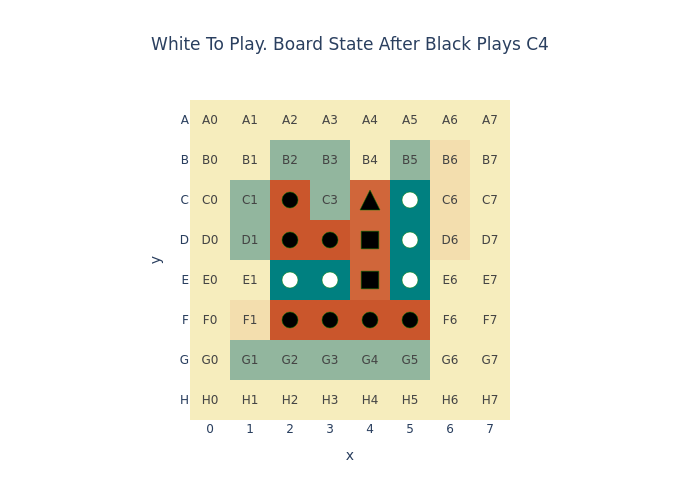 White To Play. Board State After Black Plays C4
A A0 A1 A2 A3 A4 A5 A6 A7
B B0 B1 B2 B3 B4 B5 B6 B7
C C0 C1 C3 C6 C7
D D0 D1 D6 D7
E E0 E1 E6 E7
F F0 F1 F6 F7
G G0 G1 G2 G3 G4 G5 G6 G7
H H0 H1 H2 H3 H4 H5 H6 H7
0 1 2 3 4 5 6 7
x
y